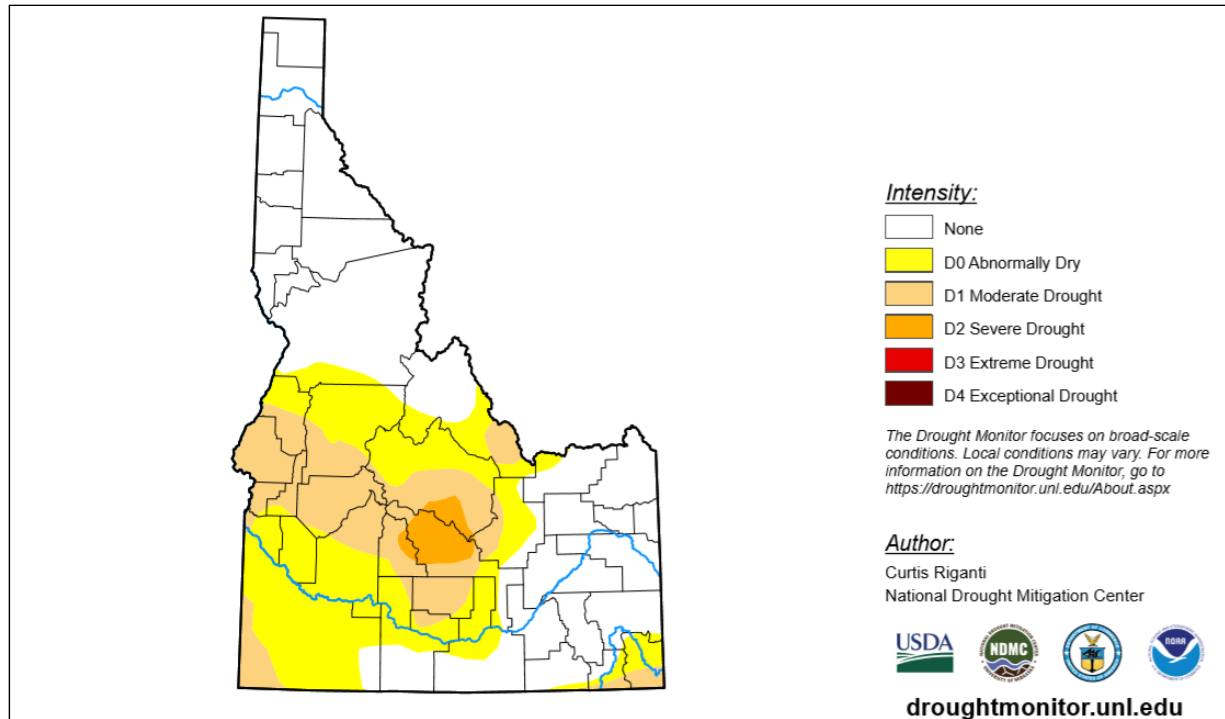 Intensity:
None
D0 Abnormally Dry
D1 Moderate Drought
D2 Severe Drought
D3 Extreme Drought
D4 Exceptional Drought
The Drought Monitor focuses on broad-scale
conditions. Local conditions may vary. For more
information on the Drought Monitor, go to
https://droughtmonitor.unl.edu/About.aspx
Author:
Curtis Riganti
National Drought Mitigation Center
USDA
NDMC
NOAA
droughtmonitor.unl.edu